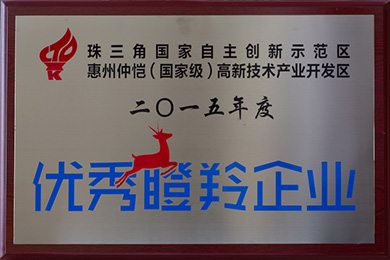 珠三角国家自主创新示范区
惠州仲恺（国家级）高新技术产业开发区
二〇一五年度
优秀瞪羚企业